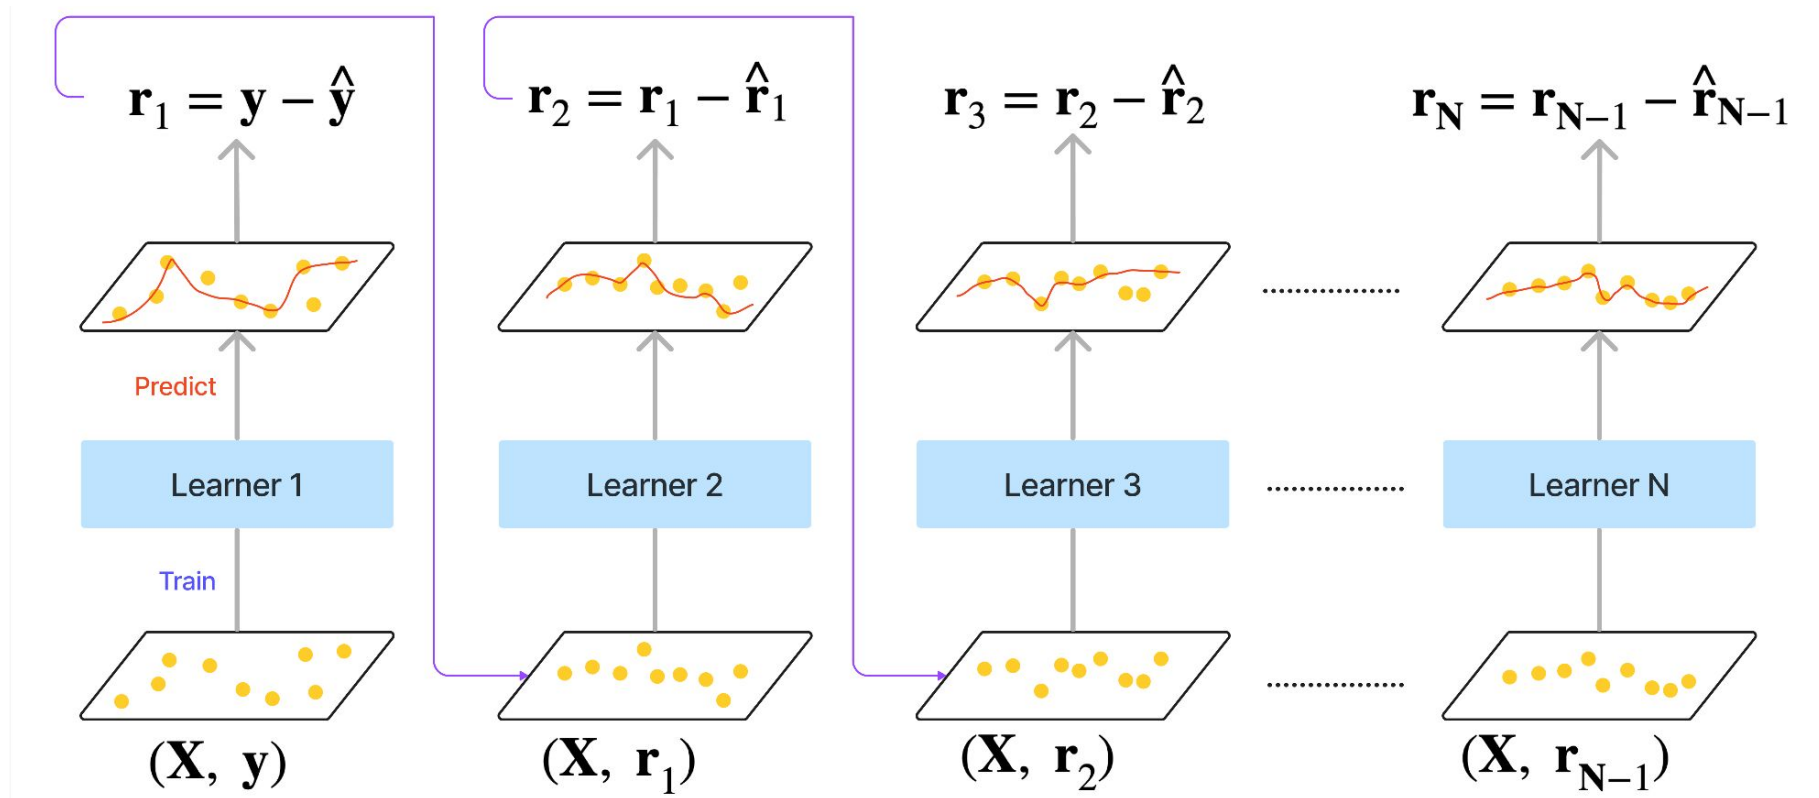 r₁ = y − ŷ
r₂ = r₁ − r̂₁
r₃ = r₂ − r̂₂
r_N = r_{N−1} − r̂_{N−1}
Predict
Learner 1
Learner 2
Learner 3
Learner N
Train
(X, y)
(X, r₁)
(X, r₂)
(X, r_{N−1})